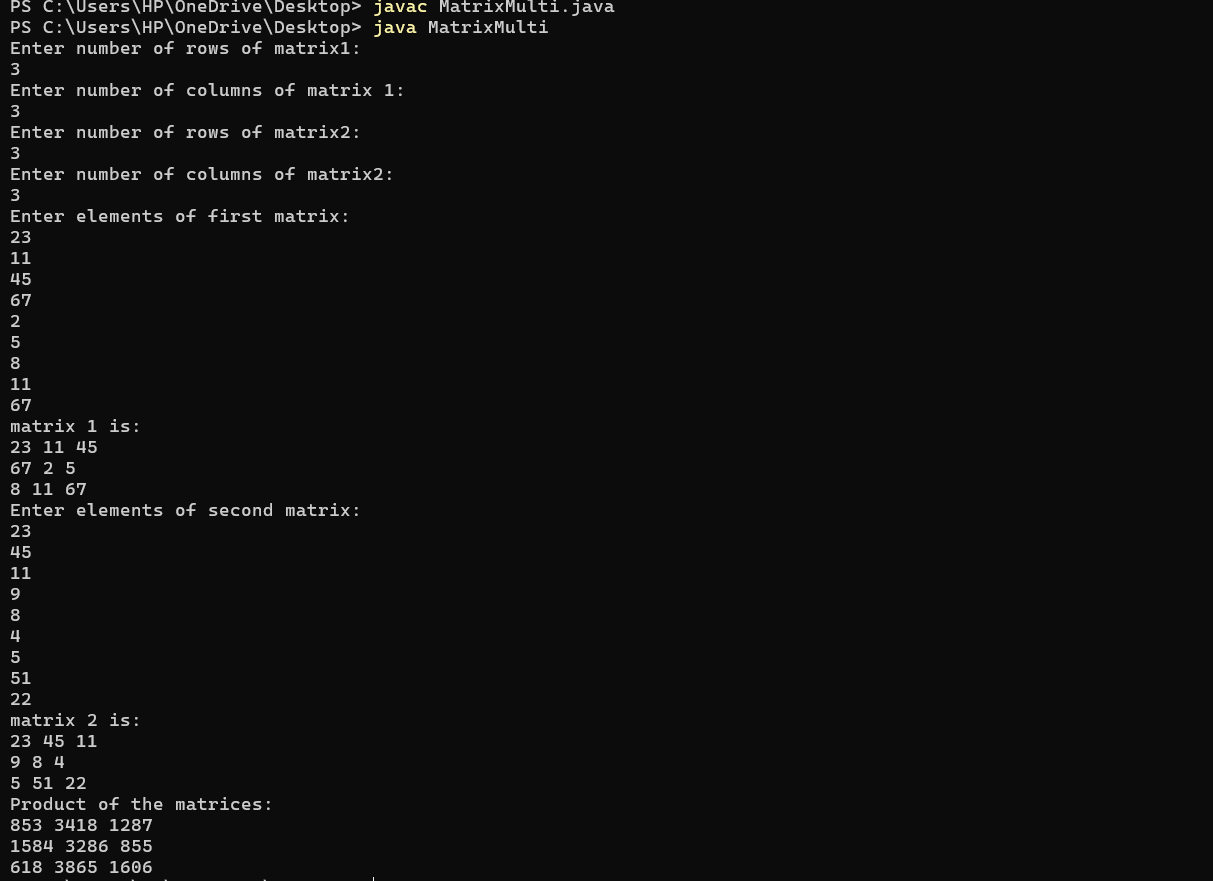 PS C:\Users\HP\OneDrive\Desktop> javac MatrixMulti.java
PS C:\Users\HP\OneDrive\Desktop> java MatrixMulti
Enter number of rows of matrix1:
3
Enter number of columns of matrix 1:
3
Enter number of rows of matrix2:
3
Enter number of columns of matrix2:
3
Enter elements of first matrix:
23
11
45
67
2
5
8
11
67
matrix 1 is:
23 11 45
67 2 5
8 11 67
Enter elements of second matrix:
23
45
11
9
8
4
5
51
22
matrix 2 is:
23 45 11
9 8 4
5 51 22
Product of the matrices:
853 3418 1287
1584 3286 855
618 3865 1606